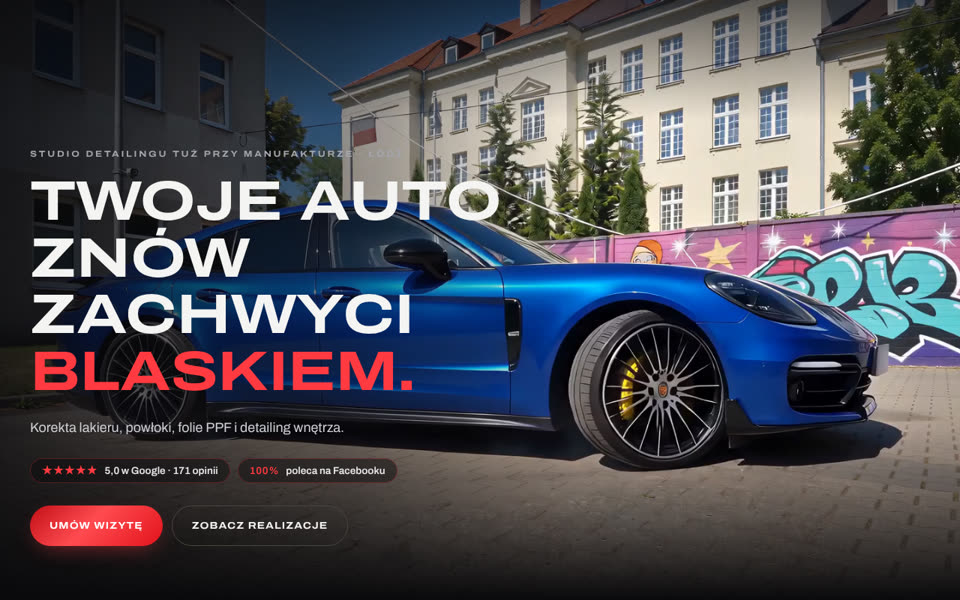 STUDIO DETAILINGU TUŻ PRZY MANUFAKTURZE · ŁÓDŹ
TWOJE AUTO
ZNÓW
ZACHWYCI
BLASKIEM.
Korekta lakieru, powłoki, folie PPF i detailing wnętrza.
★★★★★ 5,0 w Google · 171 opinii
100% poleca na Facebooku
UMÓW WIZYTĘ
ZOBACZ REALIZACJE